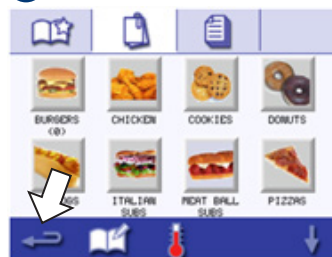 BURGERS CHICKEN COOKIES DONUTS
(0)
ITALIAN MEAT BALL PIZZAS
SUBS SUBS